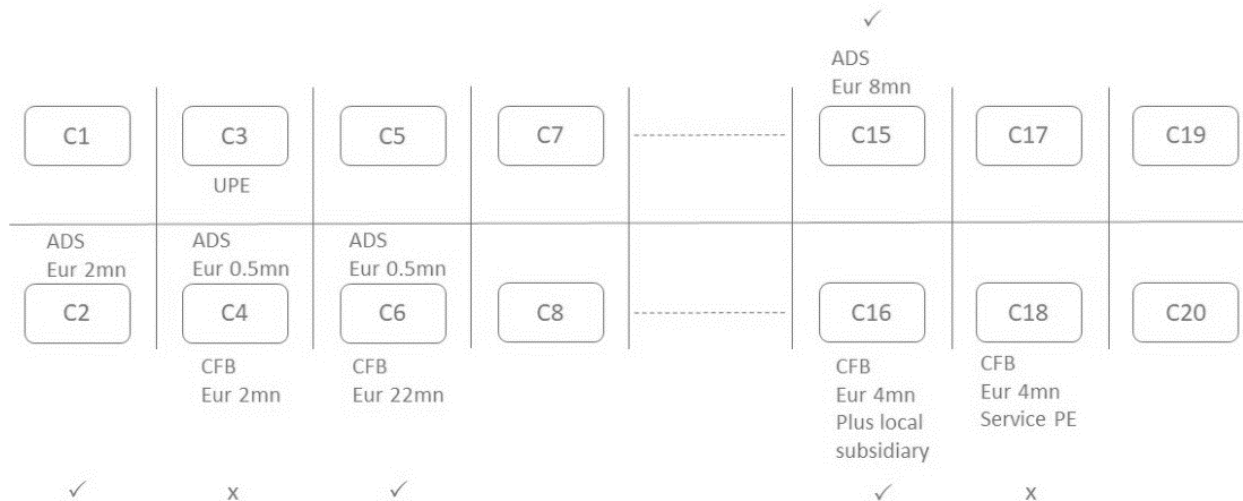 ✓
ADS
Eur 8mn
C1
C3
C5
C7
C15
C17
C19
UPE
ADS
Eur 2mn
ADS
Eur 0.5mn
ADS
Eur 0.5mn
C2
C4
C6
C8
C16
C18
C20
CFB
Eur 2mn
CFB
Eur 22mn
CFB
Eur 4mn
Plus local
subsidiary
CFB
Eur 4mn
Service PE
✓
x
✓
✓
x